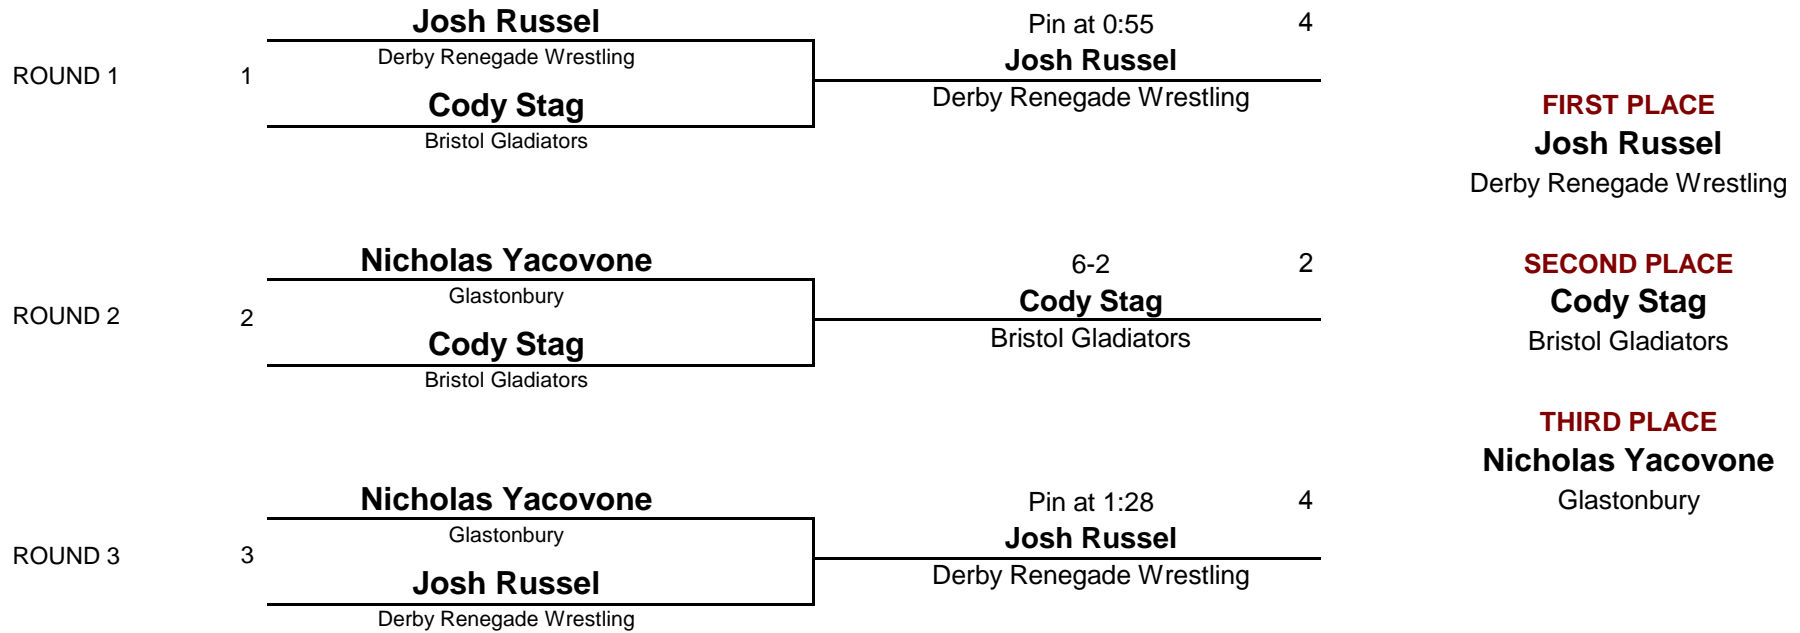 ROUND 1
1
Josh Russel
Derby Renegade Wrestling
Cody Stag
Bristol Gladiators
Pin at 0:55 4
Josh Russel
Derby Renegade Wrestling
ROUND 2
2
Nicholas Yacovone
Glastonbury
Cody Stag
Bristol Gladiators
6-2 2
Cody Stag
Bristol Gladiators
ROUND 3
3
Nicholas Yacovone
Glastonbury
Josh Russel
Derby Renegade Wrestling
Pin at 1:28 4
Josh Russel
Derby Renegade Wrestling
FIRST PLACE
Josh Russel
Derby Renegade Wrestling
SECOND PLACE
Cody Stag
Bristol Gladiators
THIRD PLACE
Nicholas Yacovone
Glastonbury